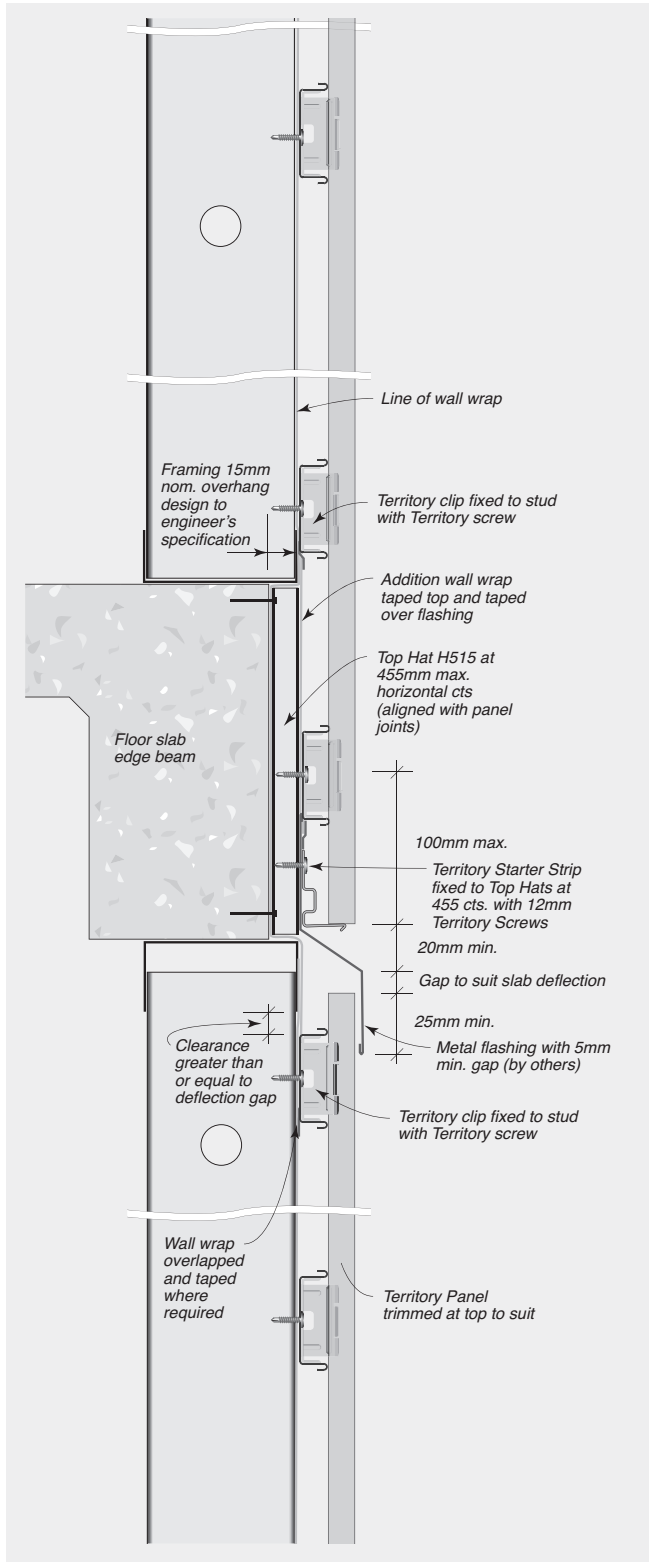 Line of wall wrap
Framing 15mm
nom. overhang
design to
engineer's
specification
Territory clip fixed to stud
with Territory screw
Addition wall wrap
taped top and taped
over flashing
Top Hat H515 at
455mm max.
horizontal cts
(aligned with panel
joints)
Floor slab
edge beam
100mm max.
Territory Starter Strip
fixed to Top Hats at
455 cts. with 12mm
Territory Screws
20mm min.
Gap to suit slab deflection
25mm min.
Metal flashing with 5mm
min. gap (by others)
Clearance
greater than
or equal to
deflection gap
Territory clip fixed to stud
with Territory screw
Wall wrap
overlapped
and taped
where
required
Territory Panel
trimmed at top to suit